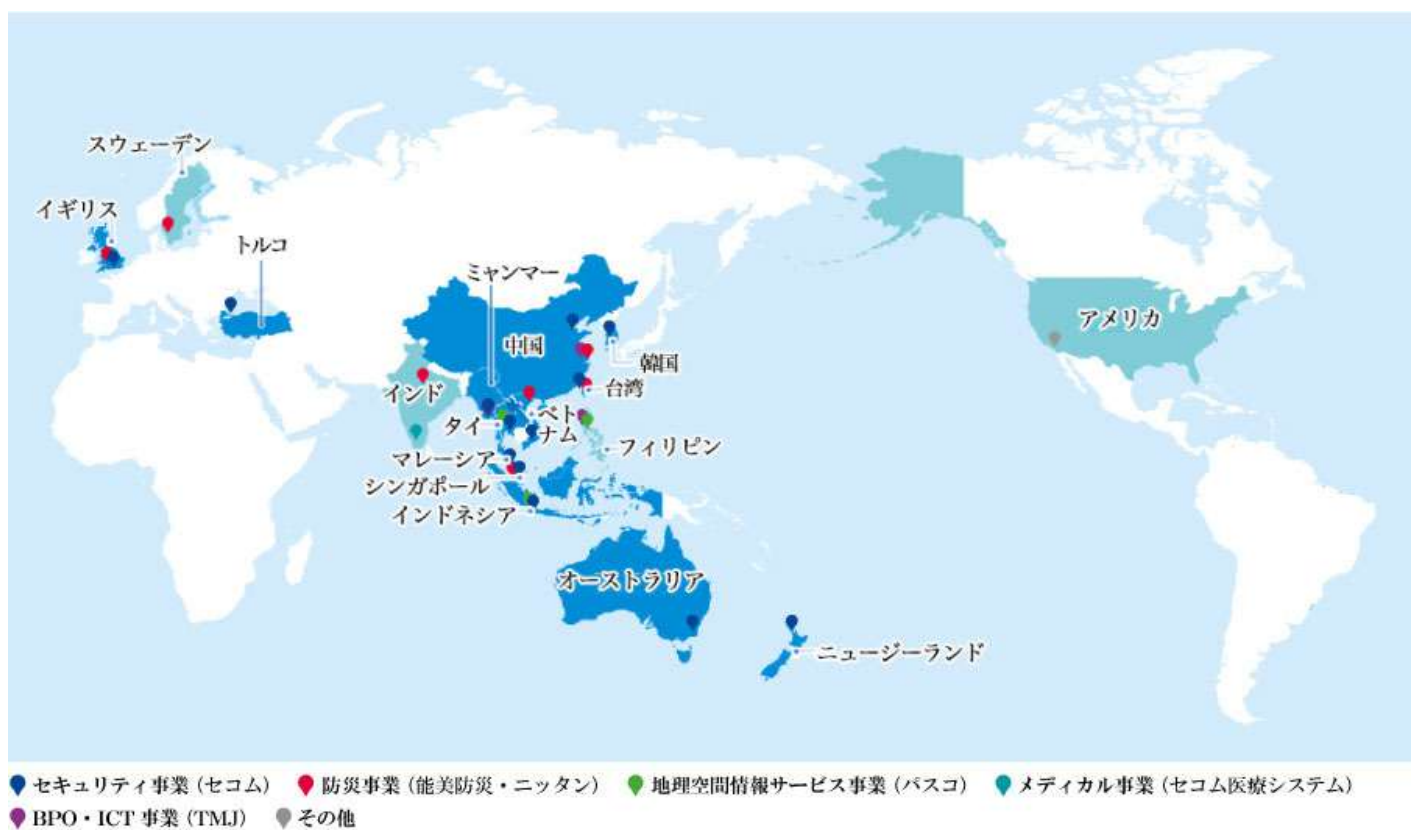 スウェーデン
イギリス
トルコ
ミャンマー
中国
韓国
台湾
インド
ベト
ナム
タイ
フィリピン
マレーシア
シンガポール
インドネシア
オーストラリア
ニュージーランド
アメリカ
セキュリティ事業(セコム) 防災事業(能美防災・ニッタン) 地理空間情報サービス事業(パスコ) メディカル事業(セコム医療システム)
BPO・ICT 事業(TMJ) その他